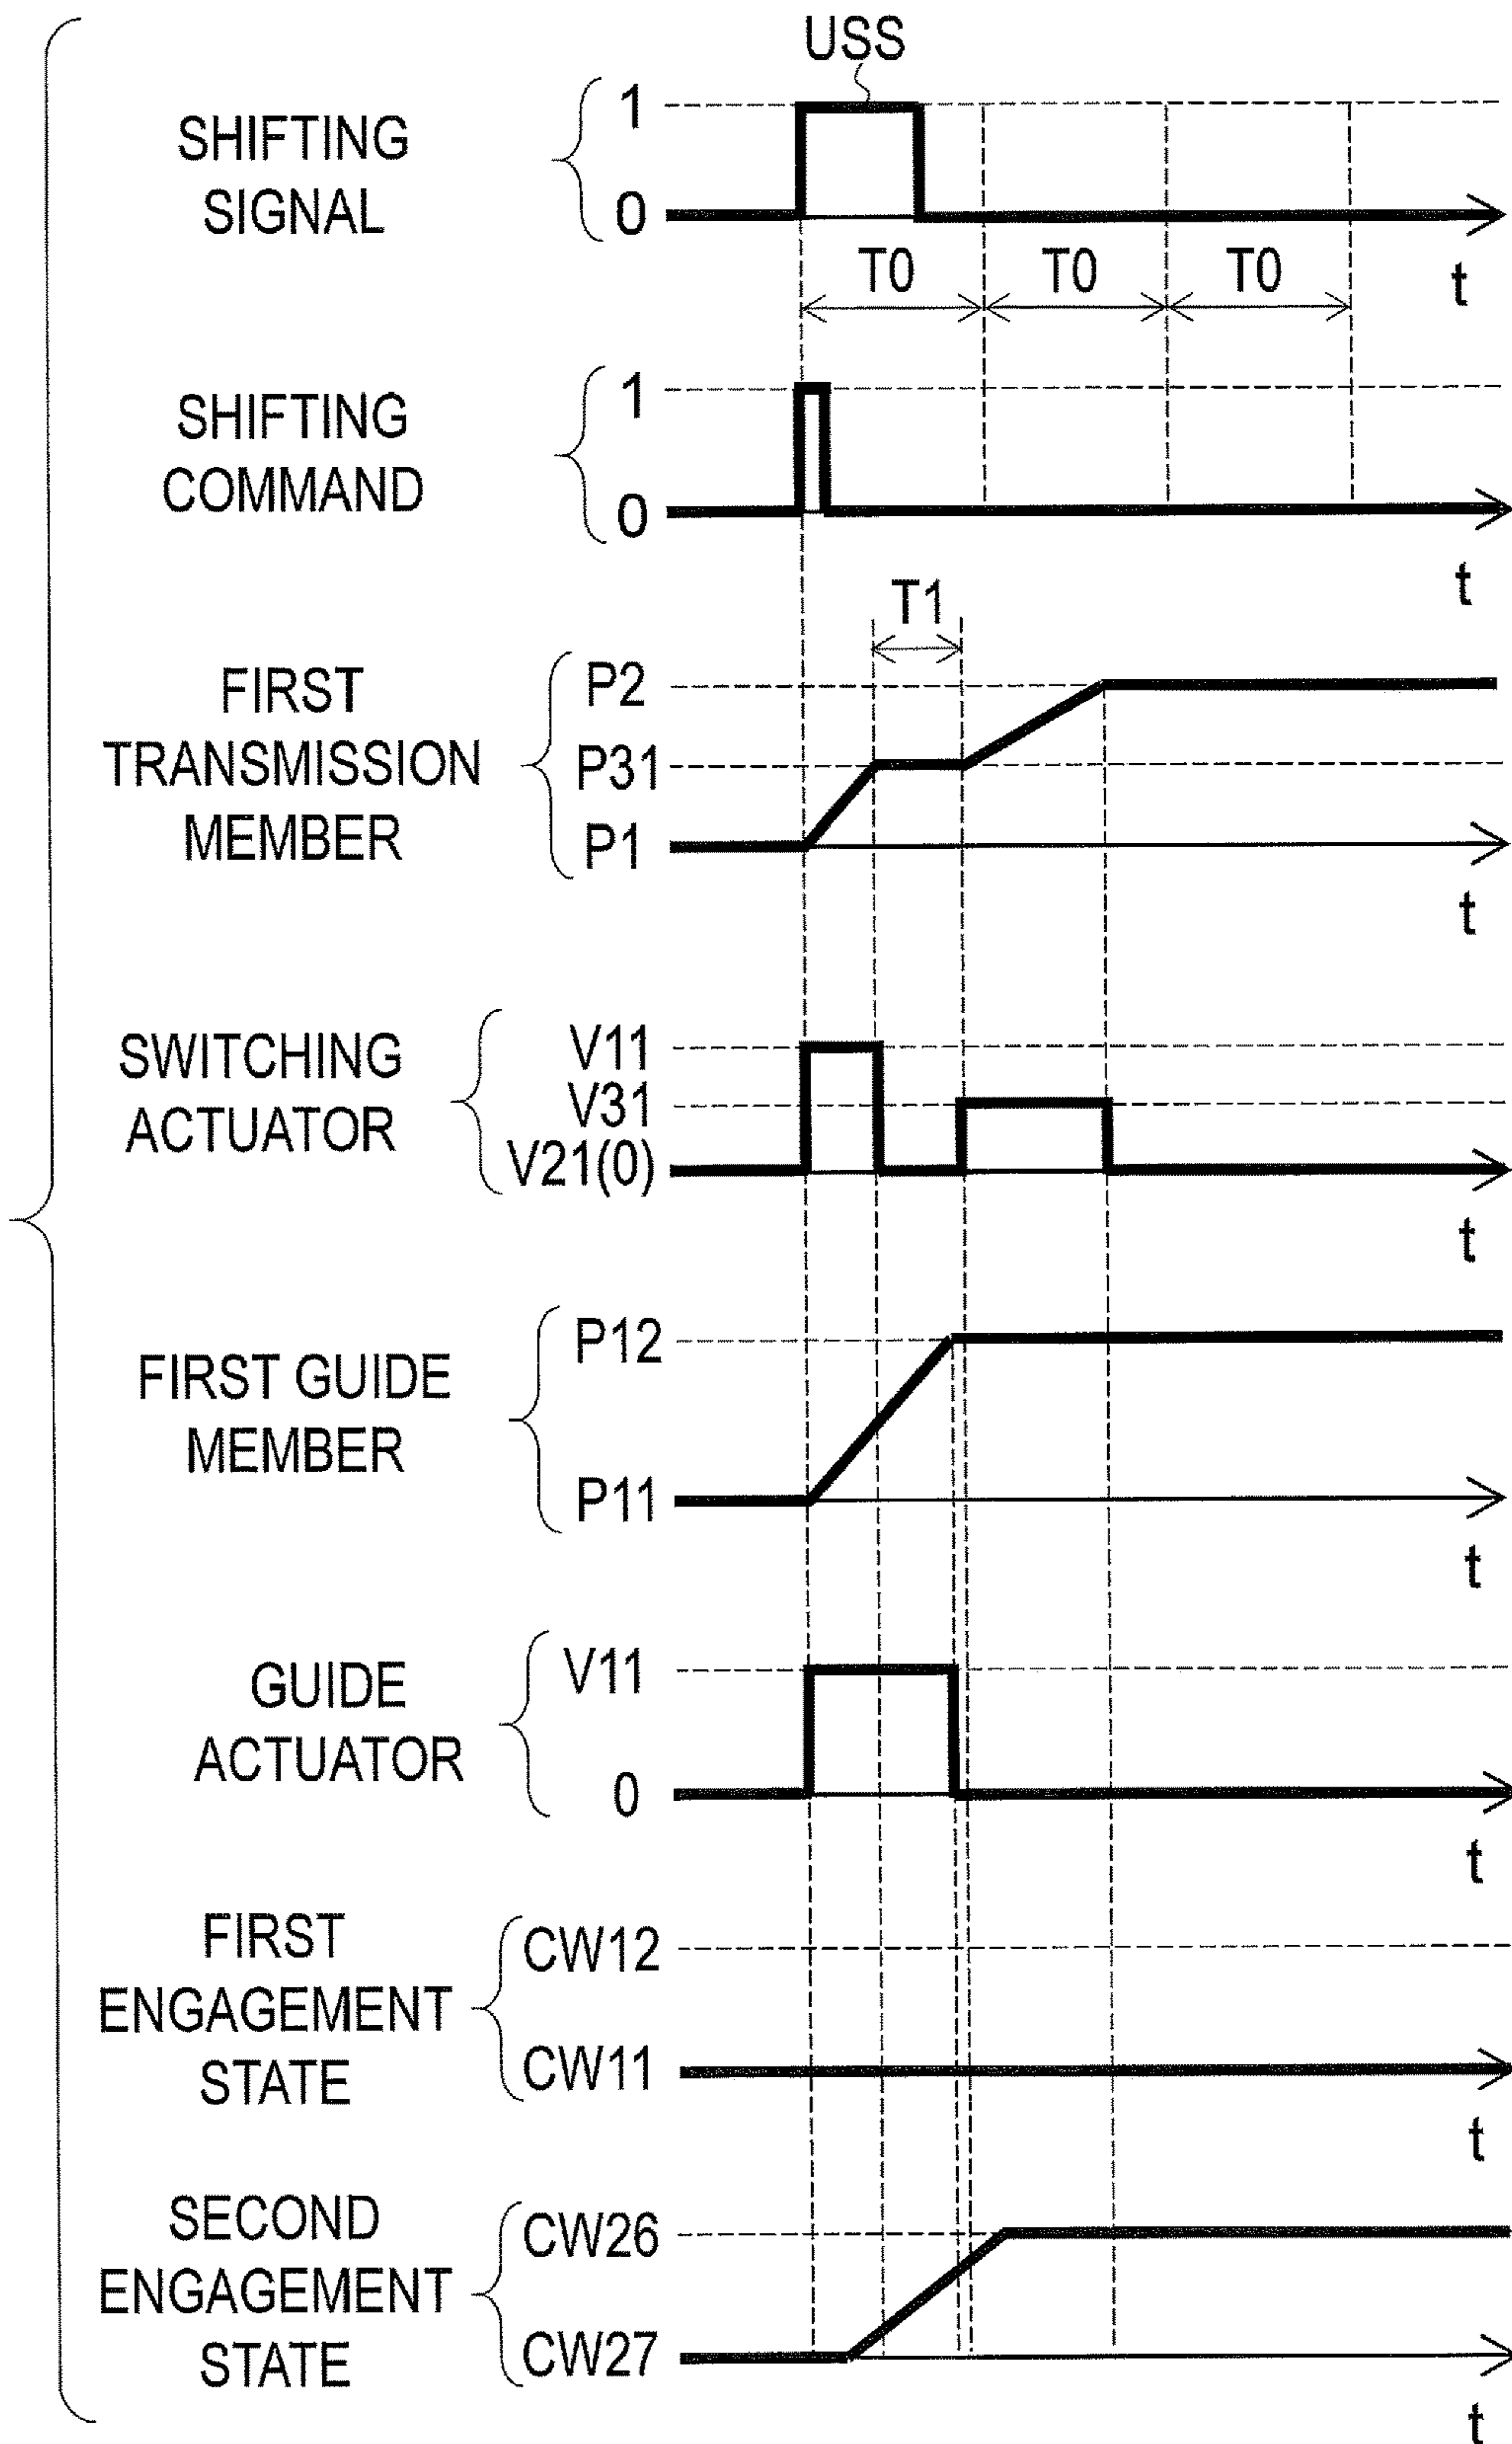 USS
SHIFTING
SIGNAL
1
0
T0
T0
T0
t
SHIFTING
COMMAND
1
0
t
T1
FIRST
TRANSMISSION
MEMBER
P2
P31
P1
t
SWITCHING
ACTUATOR
V11
V31
V21(0)
t
FIRST GUIDE
MEMBER
P12
P11
t
GUIDE
ACTUATOR
V11
0
t
FIRST
ENGAGEMENT
STATE
CW12
CW11
t
SECOND
ENGAGEMENT
STATE
CW26
CW27
t